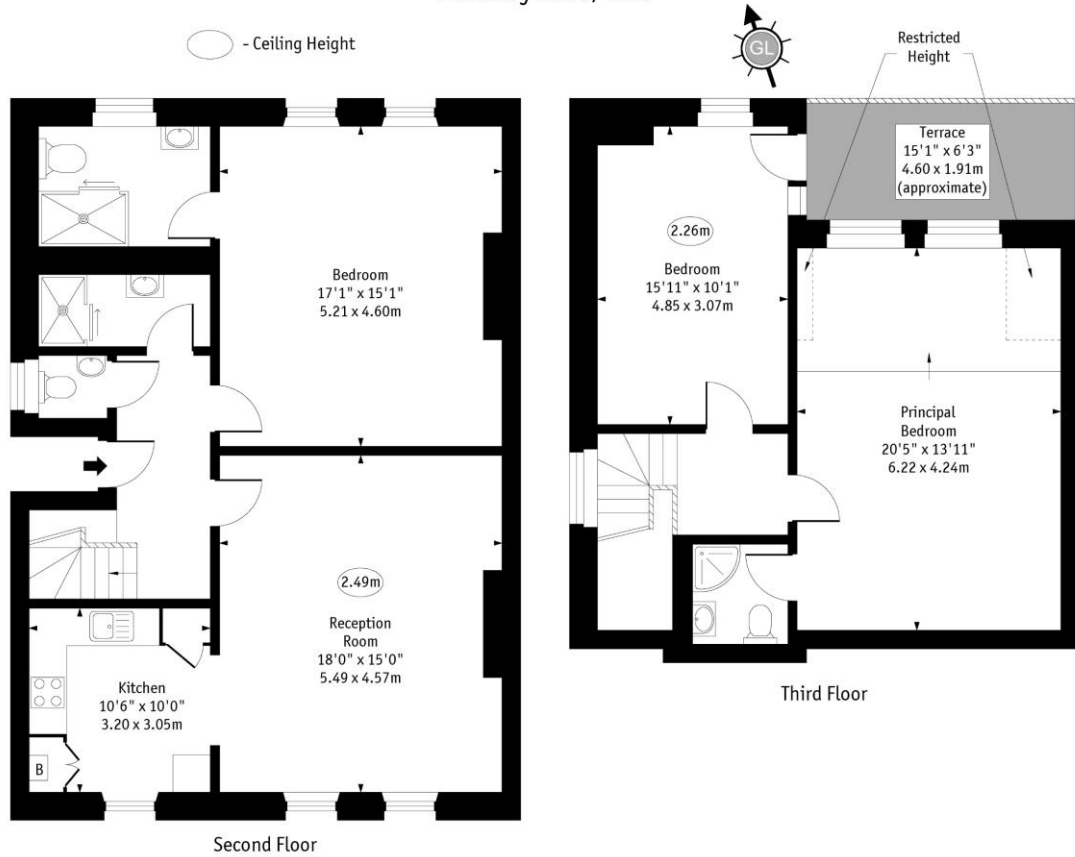 - Ceiling Height
GL
Restricted
Height
Terrace
15'1" x 6'3"
4.60 x 1.91m
(approximate)
2.26m
Bedroom
15'11" x 10'1"
4.85 x 3.07m
Bedroom
17'1" x 15'1"
5.21 x 4.60m
Principal
Bedroom
20'5" x 13'11"
6.22 x 4.24m
2.49m
Reception
Room
18'0" x 15'0"
5.49 x 4.57m
Kitchen
10'6" x 10'0"
3.20 x 3.05m
B
Third Floor
Second Floor